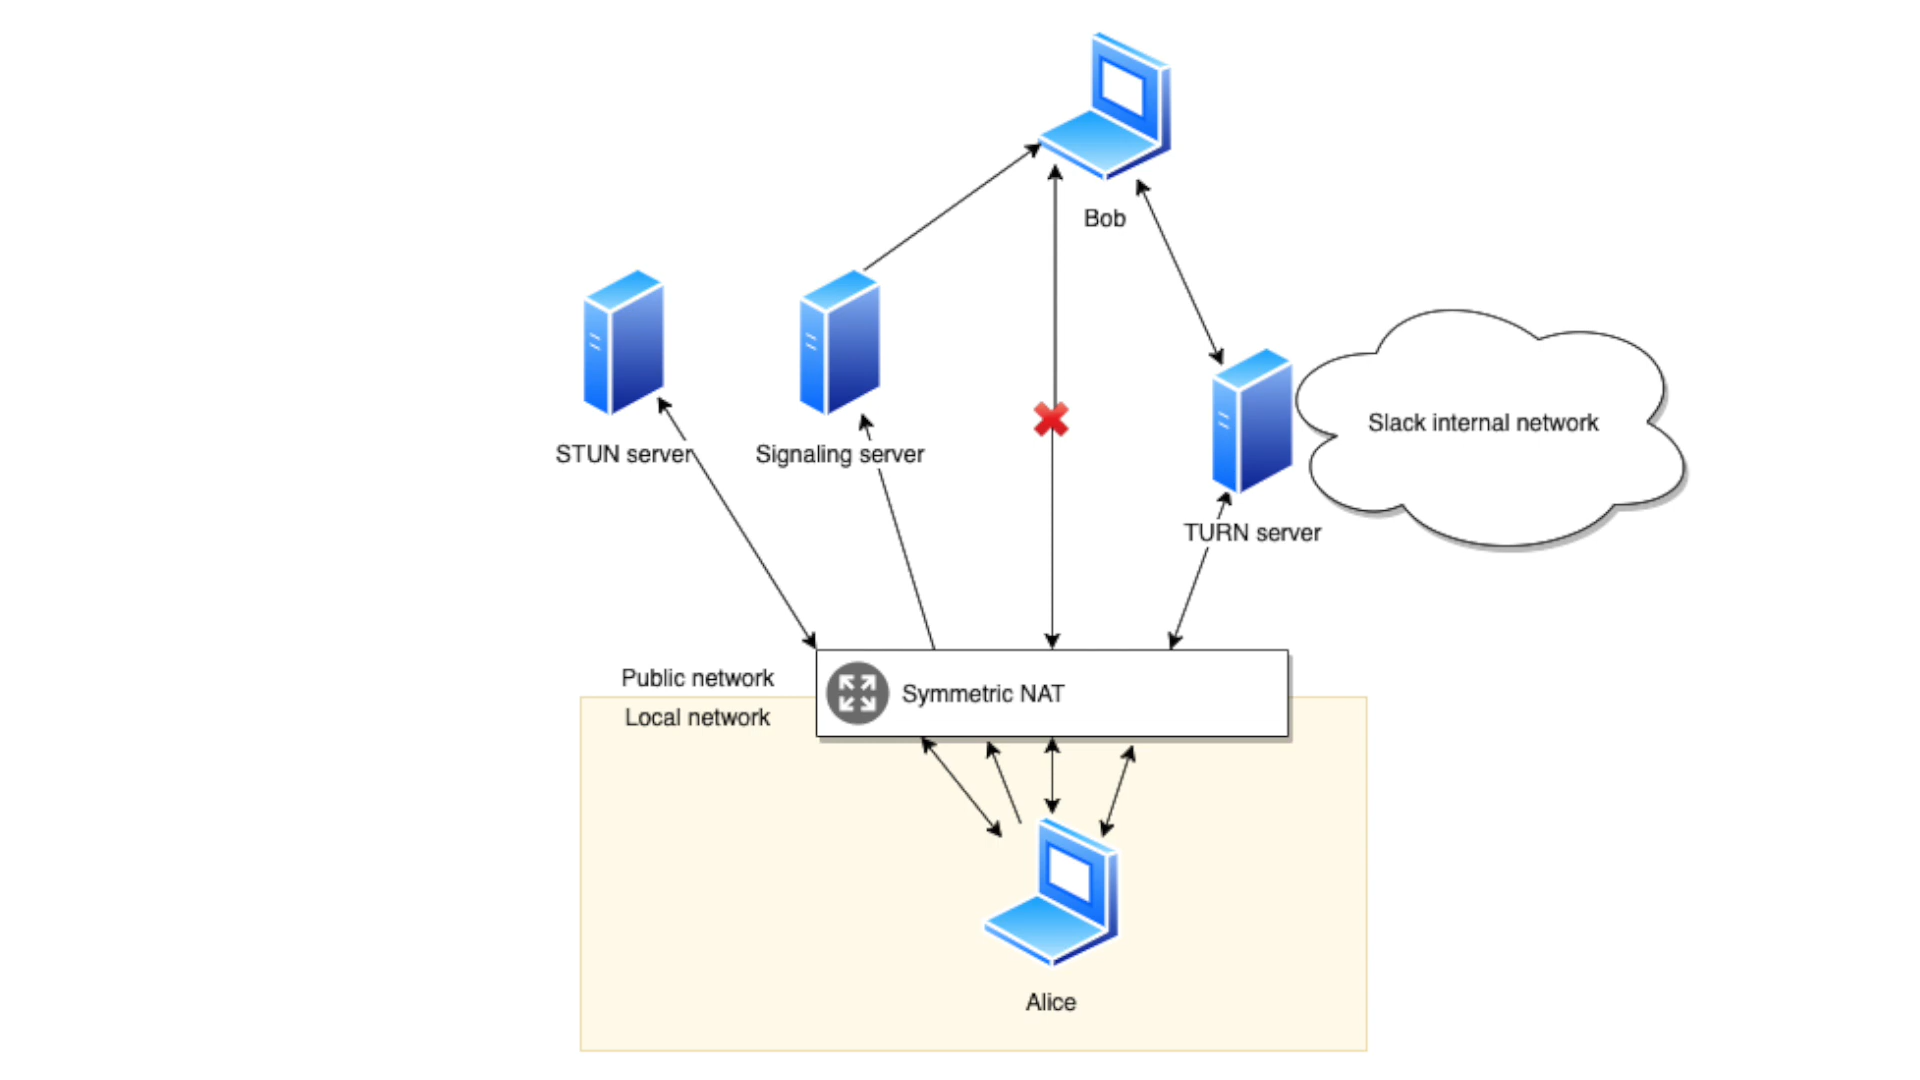 Bob
Slack internal network
STUN server
Signaling server
TURN server
Public network
Symmetric NAT
Local network
Alice